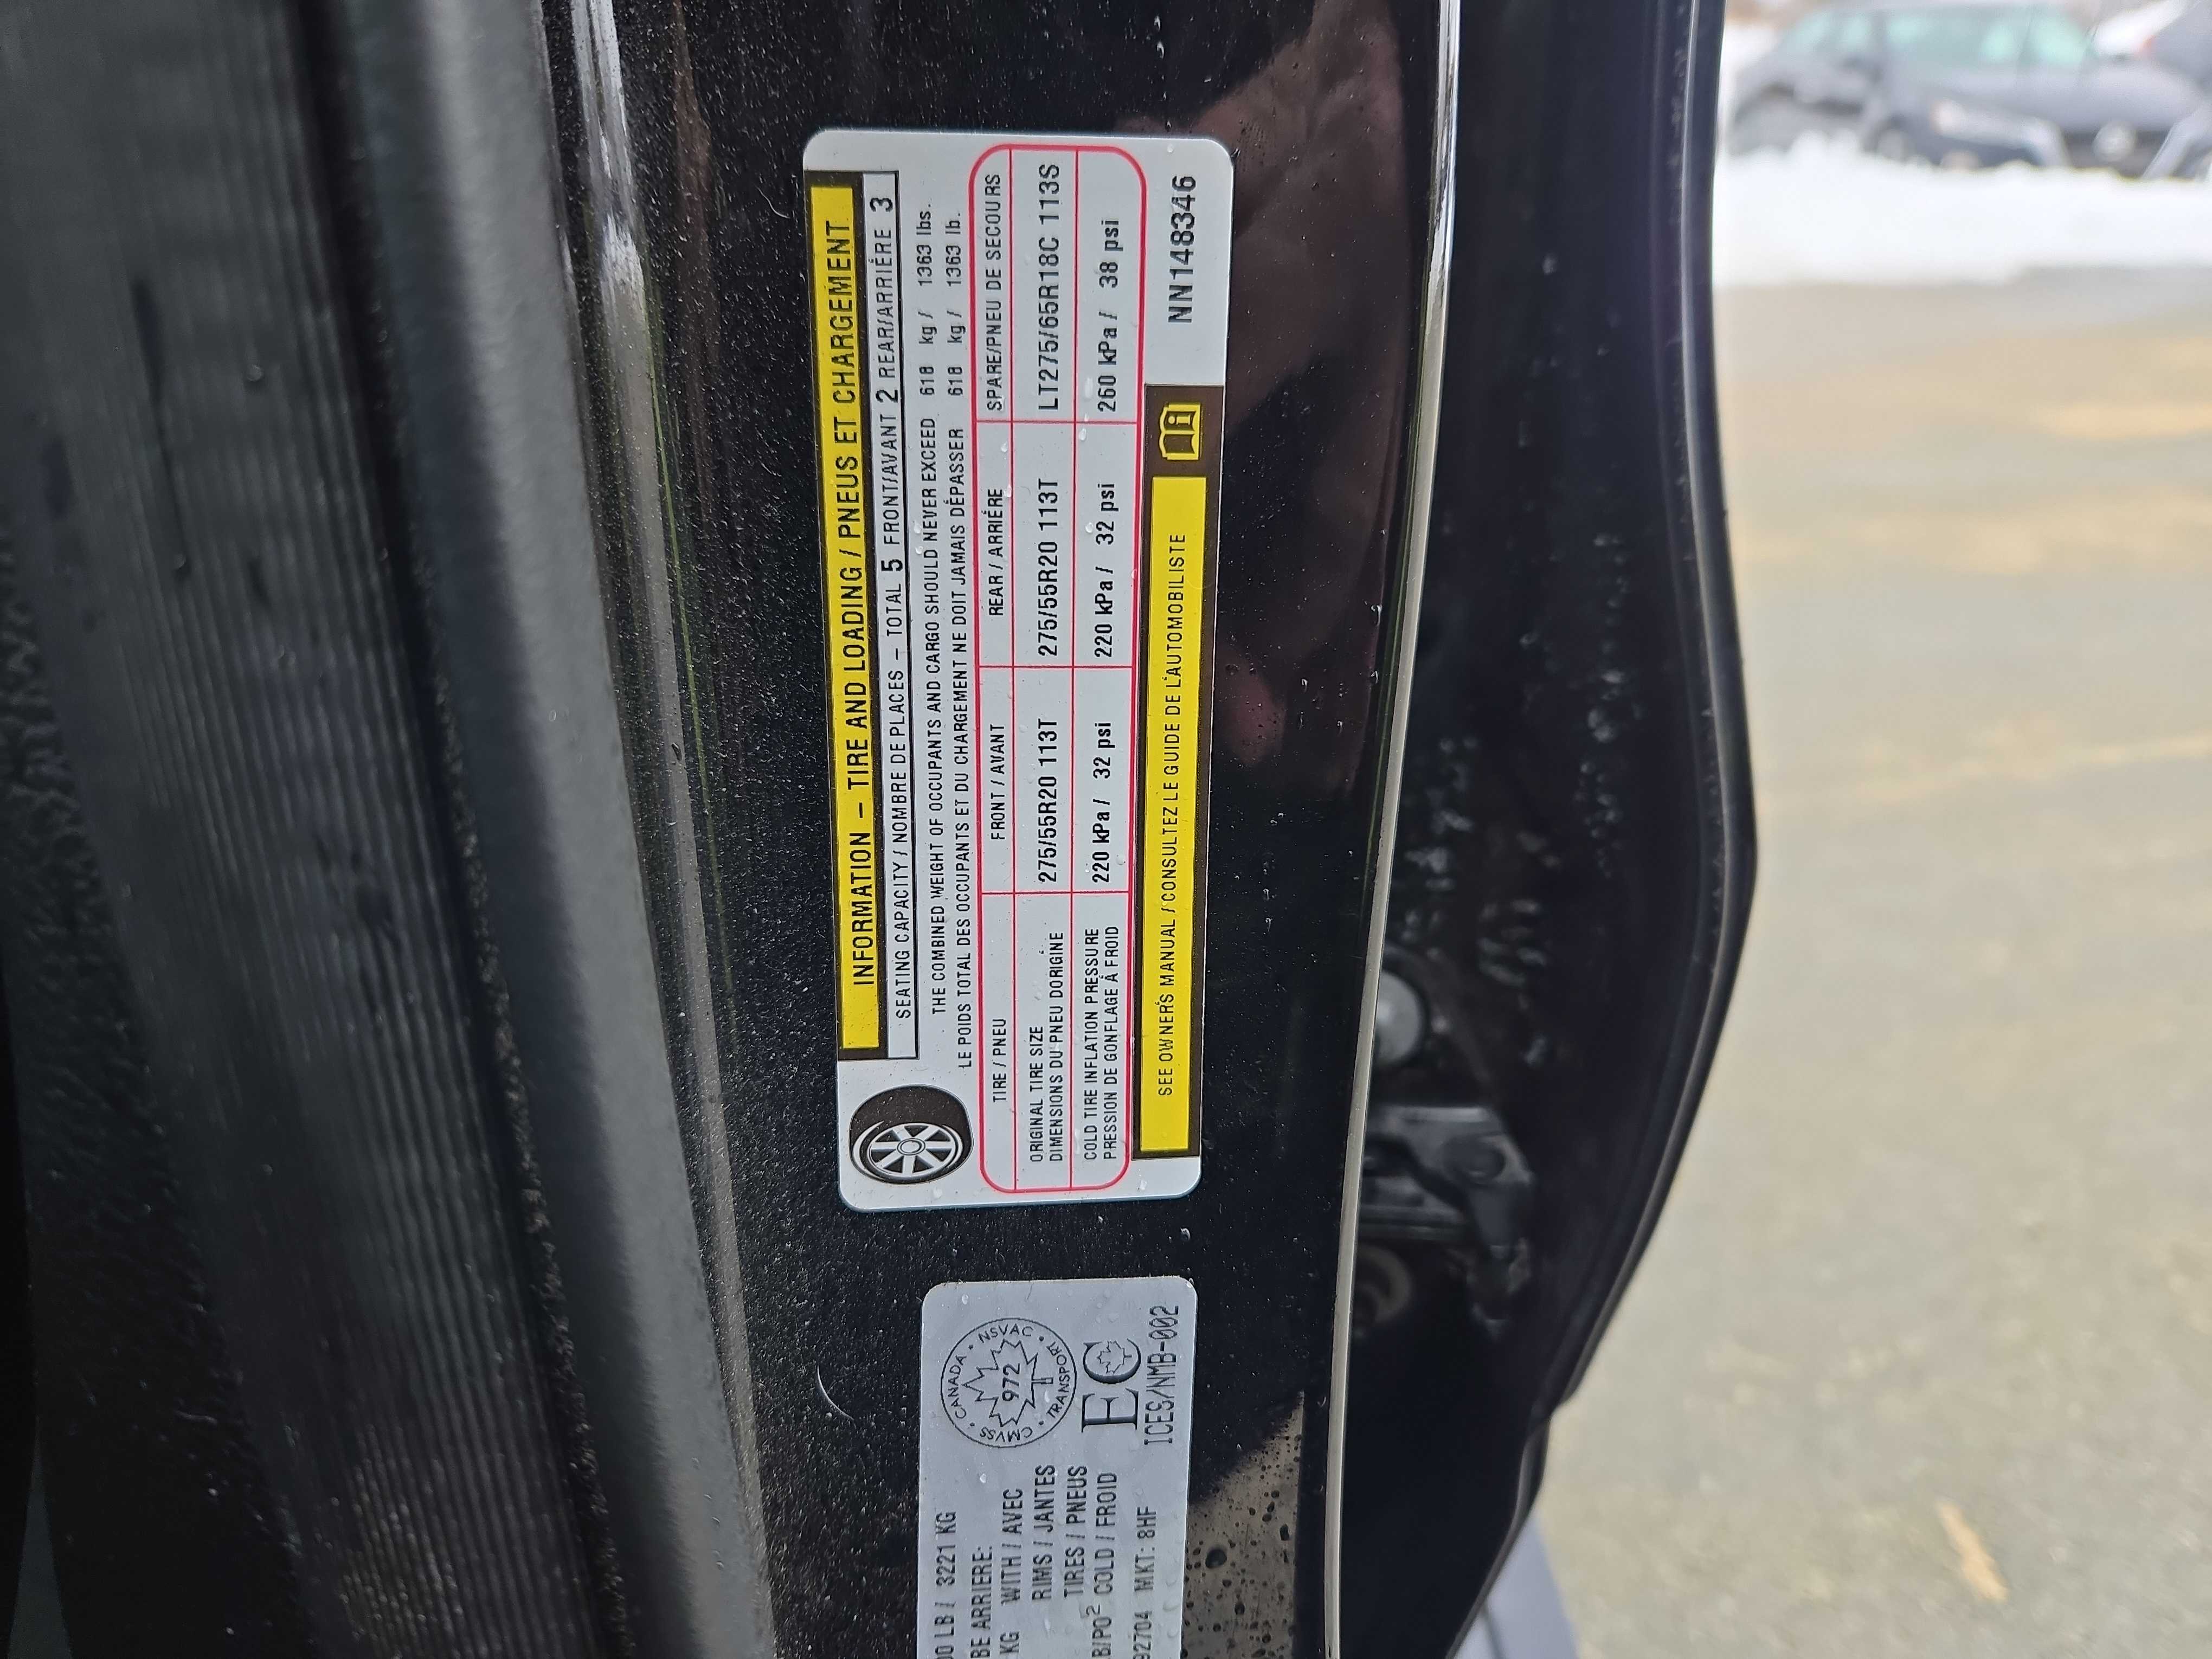 INFORMATION – TIRE AND LOADING / PNEUS ET CHARGEMENT
SEATING CAPACITY / NOMBRE DE PLACES – TOTAL 5 FRONT/AVANT 2 REAR/ARRIÈRE 3
THE COMBINED WEIGHT OF OCCUPANTS AND CARGO SHOULD NEVER EXCEED 618 kg / 1363 lbs.
LE POIDS TOTAL DES OCCUPANTS ET DU CHARGEMENT NE DOIT JAMAIS DÉPASSER 618 kg / 1363 lb.
TIRE / PNEU FRONT / AVANT REAR / ARRIÈRE SPARE/PNEU DE SECOURS
ORIGINAL TIRE SIZE
DIMENSIONS DU PNEU D'ORIGINE 275/55R20 113T 275/55R20 113T LT275/65R18C 113S
COLD TIRE INFLATION PRESSURE
PRESSION DE GONFLAGE À FROID 220 kPa / 32 psi 220 kPa / 32 psi 260 kPa / 38 psi
SEE OWNER'S MANUAL / CONSULTEZ LE GUIDE DE L'AUTOMOBILISTE
NN148346
LB / 3221 KG
ARRIERE:
KG WITH / AVEC
RIMS / JANTES
TIRES / PNEUS
COLD / FROID
92704 MKT: 8HF
CANADA • NSVAC • TRANSPORT • CMVSS
972
EC
ICES/NMB-002